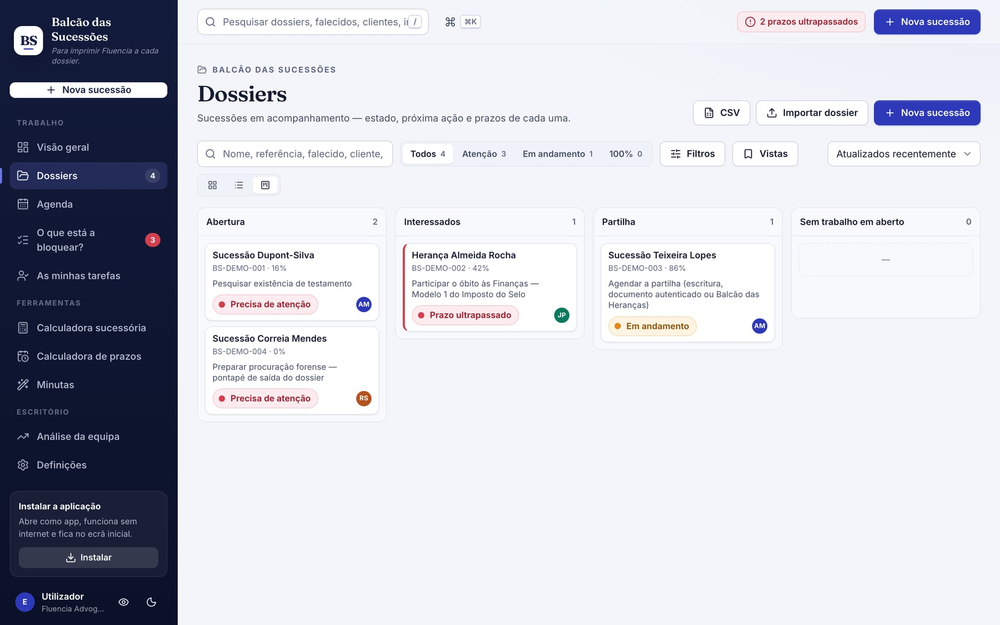 BS
Balcão das
Sucessões
Para imprimir Fluencia a cada
dossier.
Nova sucessão
TRABALHO
Visão geral
Dossiers 4
Agenda
O que está a
bloquear? 3
As minhas tarefas
FERRAMENTAS
Calculadora sucessória
Calculadora de prazos
Minutas
ESCRITÓRIO
Análise da equipa
Definições
Instalar a aplicação
Abre como app, funciona sem
internet e fica no ecrã inicial.
Instalar
E
Utilizador
Fluencia Advog...
Pesquisar dossiers, falecidos, clientes, i /
⌘ ⌘K
2 prazos ultrapassados
Nova sucessão
BALCÃO DAS SUCESSÕES
Dossiers
Sucessões em acompanhamento — estado, próxima ação e prazos de cada uma.
CSV
Importar dossier
Nova sucessão
Nome, referência, falecido, cliente,
Todos 4
Atenção 3
Em andamento 1
100% 0
Filtros
Vistas
Atualizados recentemente
Abertura 2
Sucessão Dupont-Silva
BS-DEMO-001 · 16%
Pesquisar existência de testamento
Precisa de atenção AM
Sucessão Correia Mendes
BS-DEMO-004 · 0%
Preparar procuração forense —
pontapé de saída do dossier
Precisa de atenção RS
Interessados 1
Herança Almeida Rocha
BS-DEMO-002 · 42%
Participar o óbito às Finanças —
Modelo 1 do Imposto do Selo
Prazo ultrapassado JP
Partilha 1
Sucessão Teixeira Lopes
BS-DEMO-003 · 86%
Agendar a partilha (escritura,
documento autenticado ou Balcão das
Heranças)
Em andamento AM
Sem trabalho em aberto 0
—